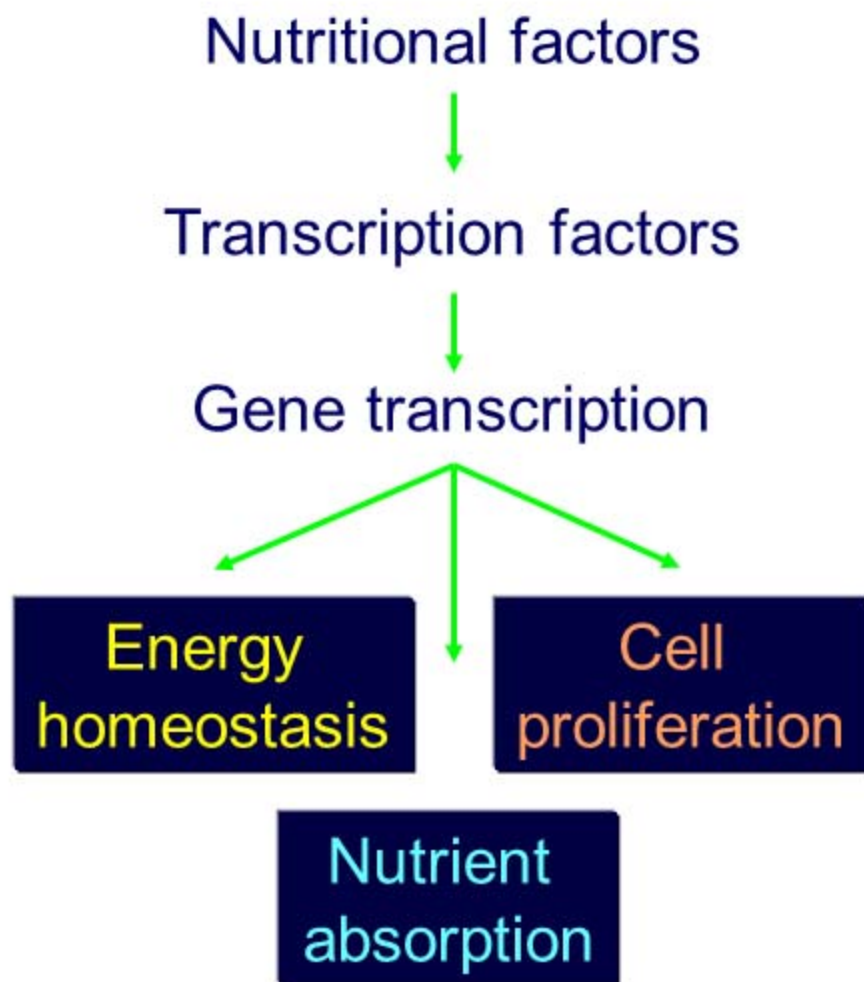 Nutritional factors
Transcription factors
Gene transcription
Energy
homeostasis
Cell
proliferation
Nutrient
absorption